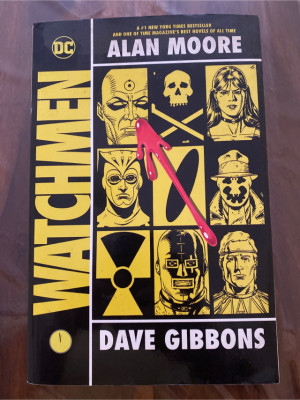 DC
A #1 NEW YORK TIMES BESTSELLER
AND ONE OF TIME MAGAZINE'S BEST NOVELS OF ALL TIME
ALAN MOORE
WATCHMEN
DAVE GIBBONS